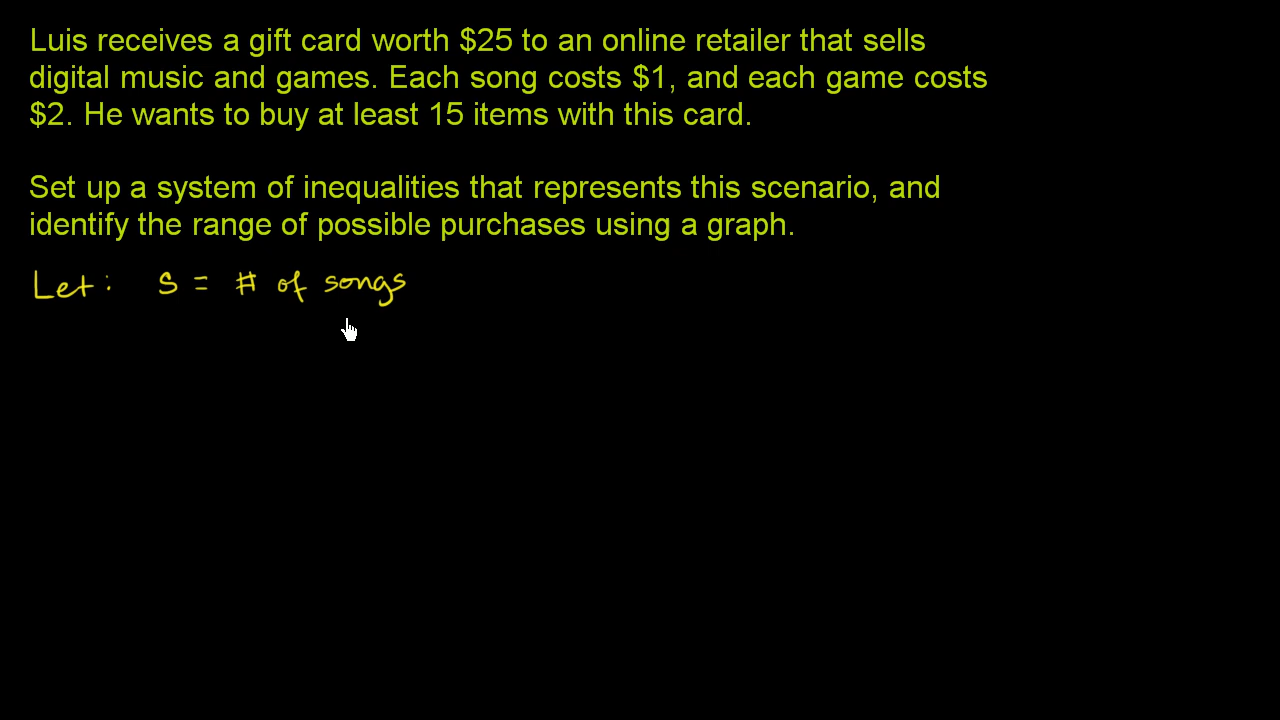 Luis receives a gift card worth $25 to an online retailer that sells
digital music and games. Each song costs $1, and each game costs
$2. He wants to buy at least 15 items with this card.
Set up a system of inequalities that represents this scenario, and
identify the range of possible purchases using a graph.
Let: s = # of songs